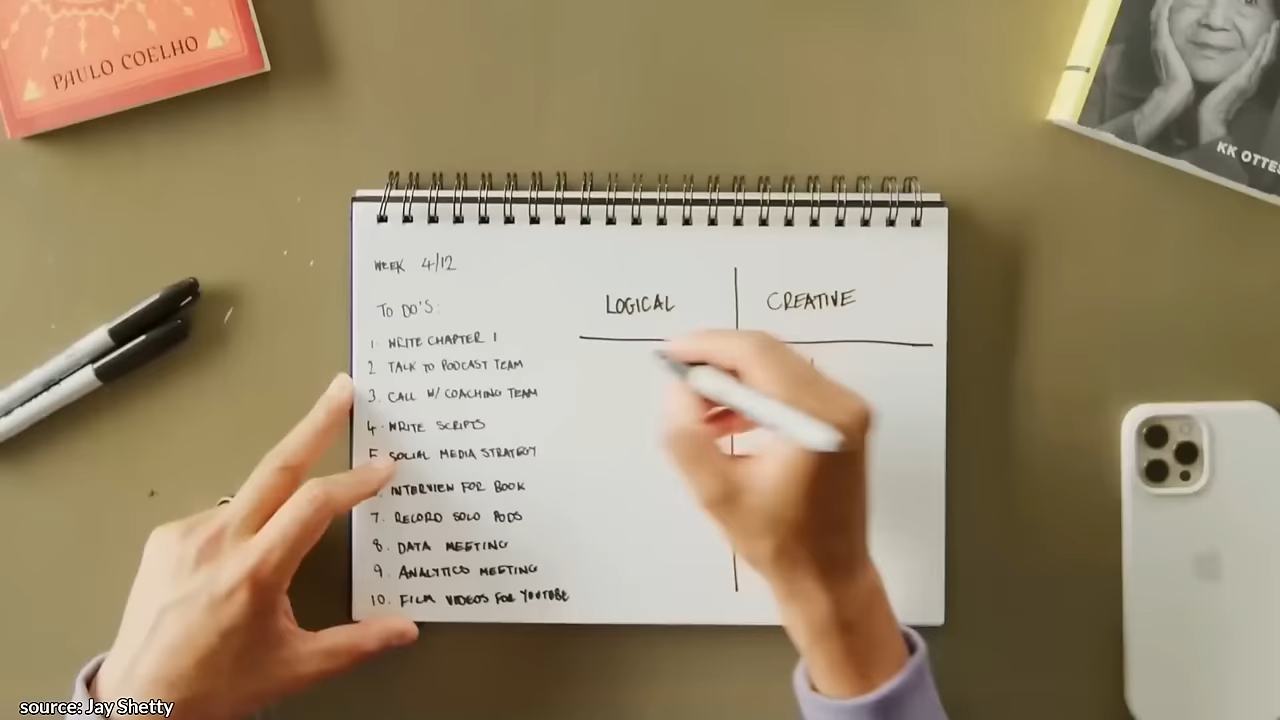 PAULO COELHO
KK OTTES
WEEK 4/12
TO DO'S:
LOGICAL
CREATIVE
1. WRITE CHAPTER 1
2. TALK TO PODCAST TEAM
3. CALL W/ COACHING TEAM
4. WRITE SCRIPTS
5. SOCIAL MEDIA STRATEGY
INTERVIEW FOR BOOK
7. RECORD SOLO PODS
8. DATA MEETING
9. ANALYTICS MEETING
10. FILM VIDEOS FOR YOUTUBE
source: Jay Shetty